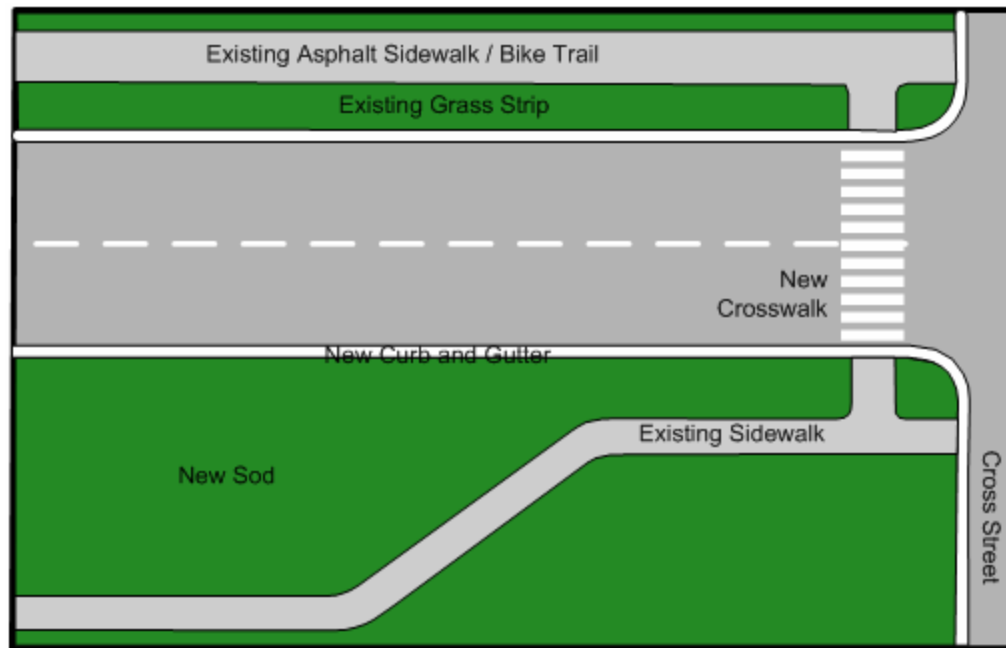 Existing Asphalt Sidewalk / Bike Trail
Existing Grass Strip
New
Crosswalk
New Curb and Gutter
Existing Sidewalk
New Sod
Cross Street